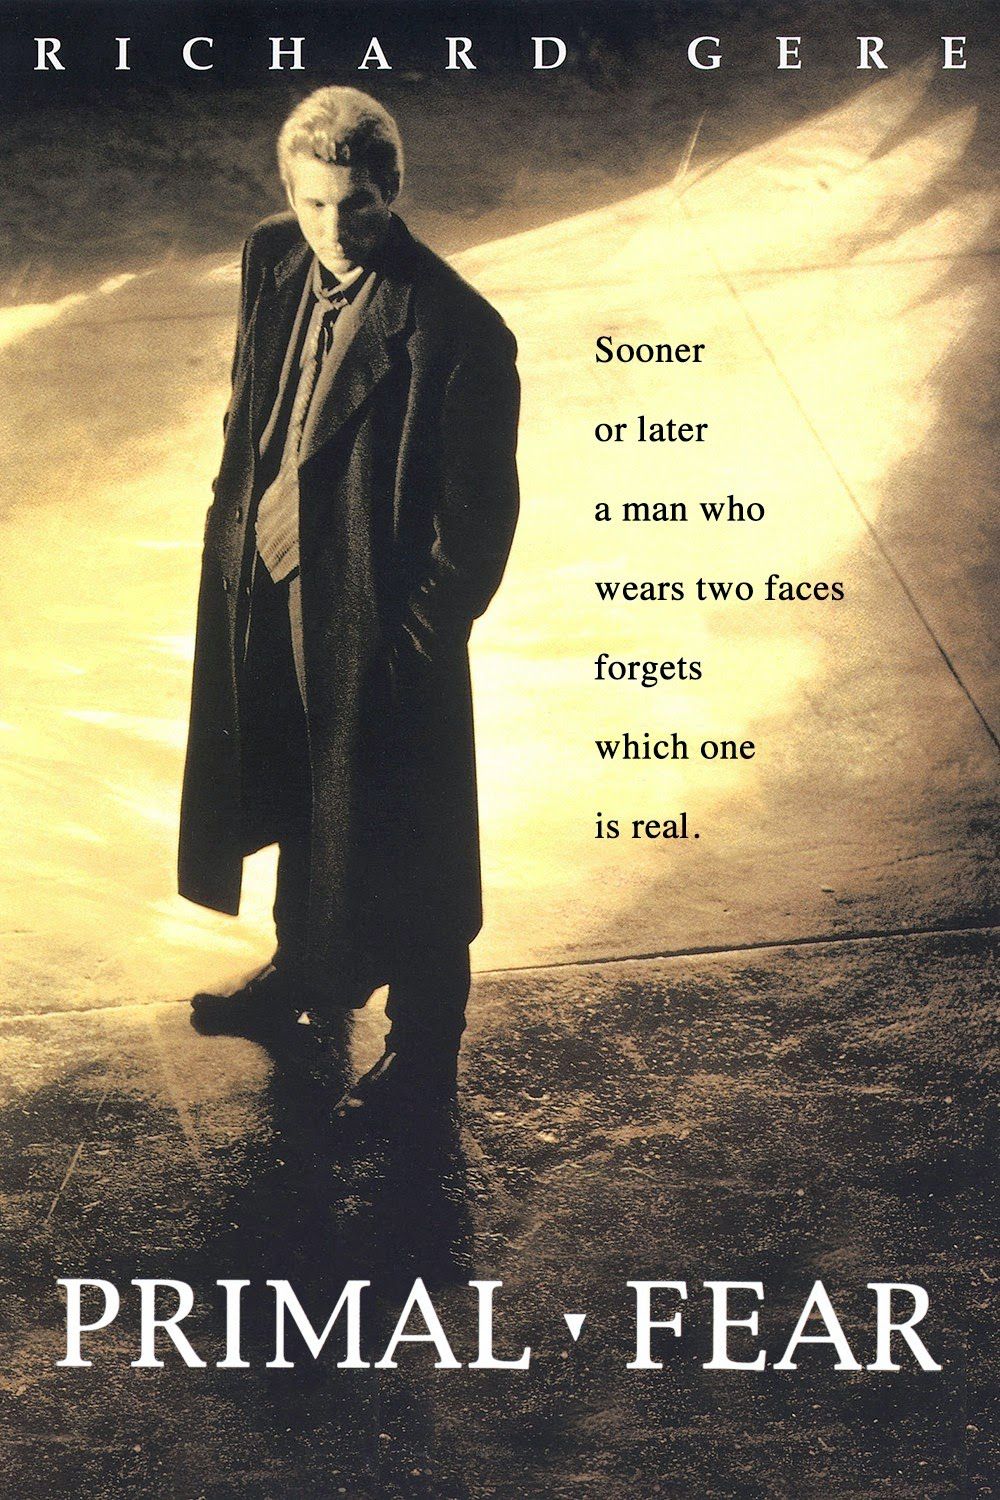 RICHARD GERE
Sooner
or later
a man who
wears two faces
forgets
which one
is real.
PRIMAL ▼ FEAR